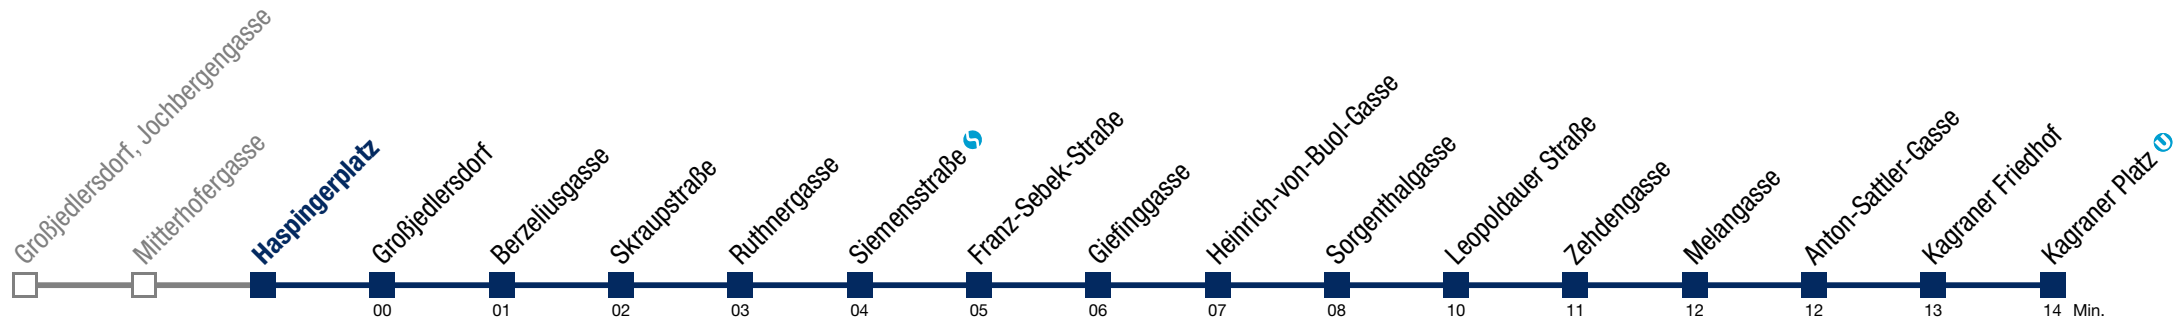 Großjedlersdorf, Jochbergengasse
Mitterhofergasse
Haspingerplatz
Großjedlersdorf
Berzeliusgasse
Skraupstraße
Ruthnergasse
Siemensstraße
Franz-Sebek-Straße
Giefinggasse
Heinrich-von-Buol-Gasse
Sorgenthalgasse
Leopoldauer Straße
Zehdengasse
Melangasse
Anton-Sattler-Gasse
Kagraner Friedhof
Kagraner Platz U
00 01 02 03 04 05 06 07 08 10 11 12 12 13 14 Min.